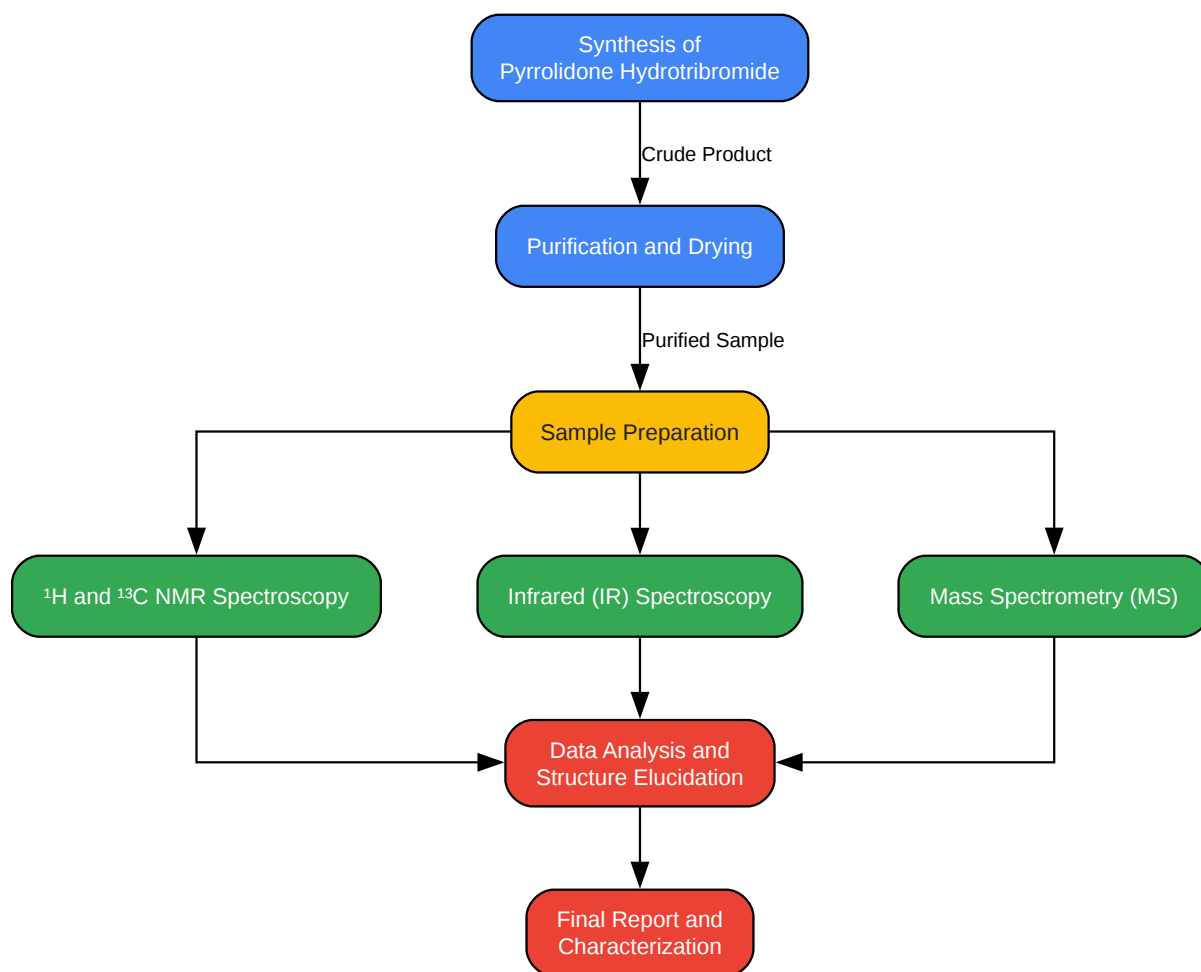 Synthesis of
Pyrrolidone Hydrotribromide
Crude Product
Purification and Drying
Purified Sample
Sample Preparation
¹H and ¹³C NMR Spectroscopy
Infrared (IR) Spectroscopy
Mass Spectrometry (MS)
Data Analysis and
Structure Elucidation
Final Report and
Characterization